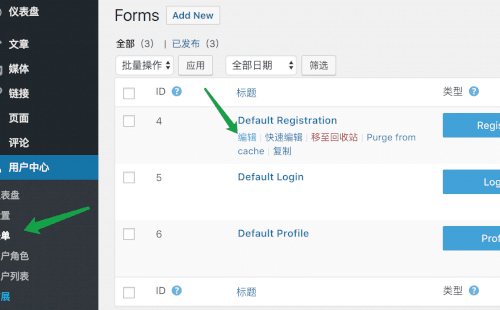 仪表盘
文章
媒体
链接
页面
评论
用户中心
表盘
置
单
户角色
户列表
展
Forms Add New
全部 (3) | 已发布 (3)
批量操作 应用 全部日期 筛选
ID ? 标题 类型 ?
4 Default Registration Regis
编辑 | 快速编辑 | 移至回收站 | Purge from
cache | 复制
5 Default Login Log
6 Default Profile Prof
ID ? 标题 类型 ?